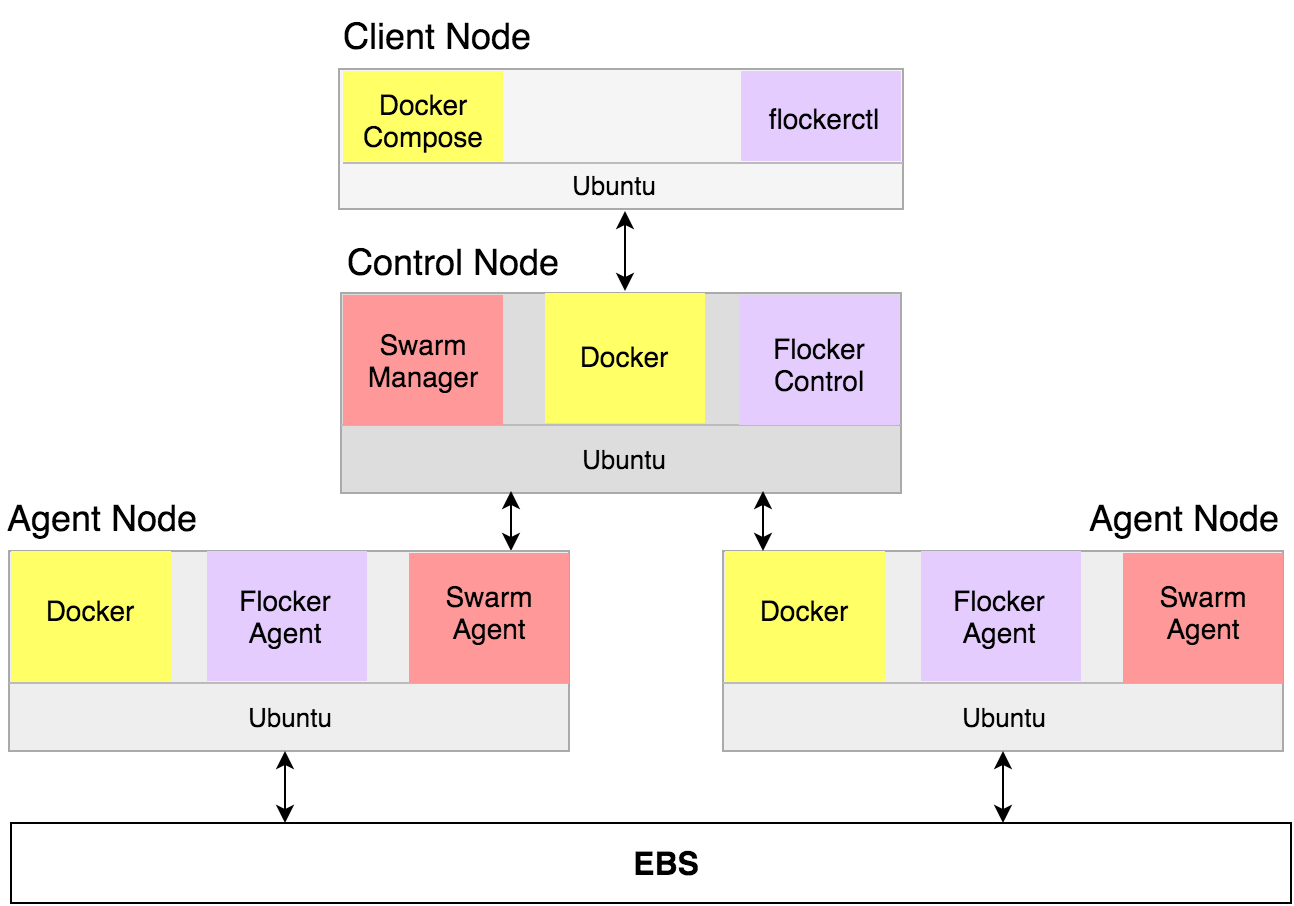 Client Node
Docker
Compose
flockerctl
Ubuntu
Control Node
Swarm
Manager
Docker
Flocker
Control
Ubuntu
Agent Node
Docker
Flocker
Agent
Swarm
Agent
Ubuntu
Agent Node
Docker
Flocker
Agent
Swarm
Agent
Ubuntu
EBS